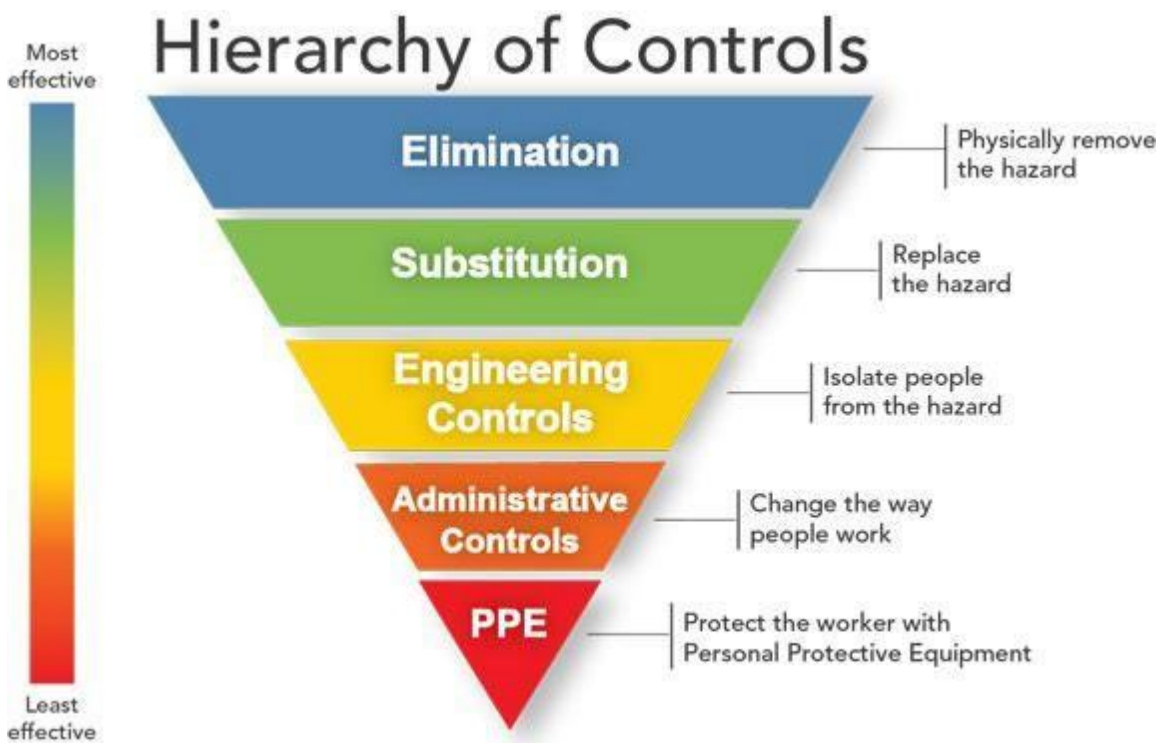 Hierarchy of Controls
Most
effective
Elimination
Physically remove
the hazard
Substitution
Replace
the hazard
Engineering
Controls
Isolate people
from the hazard
Administrative
Controls
Change the way
people work
PPE
Protect the worker with
Personal Protective Equipment
Least
effective